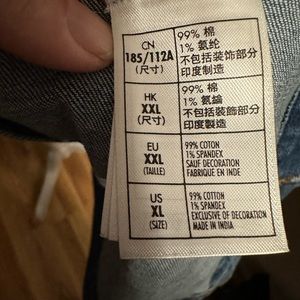 CN
185/112A
(尺寸)
99% 棉
1% 氨纶
不包括装饰部分
印度制造
HK
XXL
(尺寸)
99% 棉
1% 氨綸
不包括裝飾部分
印度製造
EU
XXL
(TAILLE)
99% COTON
1% SPANDEX
SAUF DECORATION
FABRIQUE EN INDE
US
XL
(SIZE)
99% COTTON
1% SPANDEX
EXCLUSIVE OF DECORATION
MADE IN INDIA